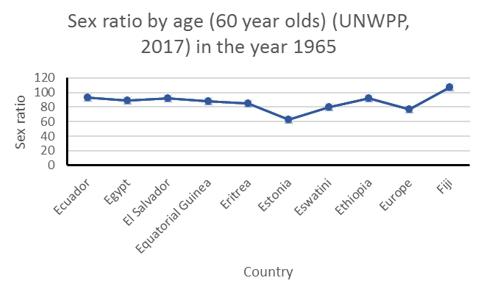 Sex ratio by age (60 year olds) (UNWPP,
2017) in the year 1965
120
100
80
60
40
20
0
Sex ratio
Ecuador
Egypt
El Salvador
Equatorial Guinea
Eritrea
Estonia
Eswatini
Ethiopia
Europe
Fiji
Country